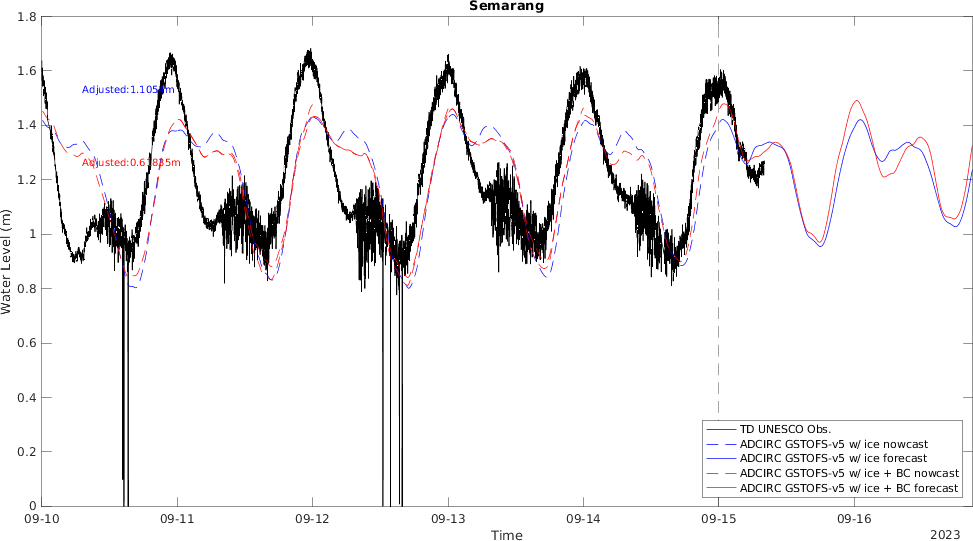 Semarang
1.8
1.6
1.4
1.2
1
0.8
0.6
0.4
0.2
0
Water Level (m)
Adjusted:1.105
Adjusted:0.61835m
TD UNESCO Obs.
ADCIRC GSTOFS-v5 w/ ice nowcast
ADCIRC GSTOFS-v5 w/ ice forecast
ADCIRC GSTOFS-v5 w/ ice + BC nowcast
ADCIRC GSTOFS-v5 w/ ice + BC forecast
09-10 09-11 09-12 09-13 09-14 09-15 09-16
Time
2023